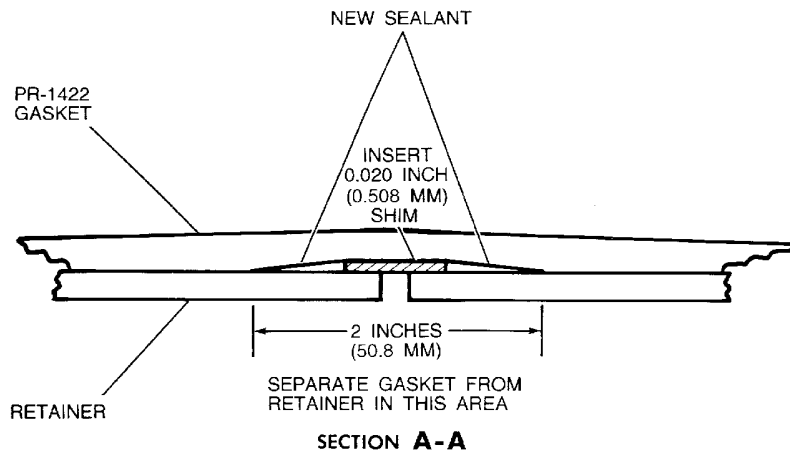 NEW SEALANT
PR-1422
GASKET
INSERT
0.020 INCH
(0.508 MM)
SHIM
2 INCHES
(50.8 MM)
SEPARATE GASKET FROM
RETAINER IN THIS AREA
RETAINER
SECTION A-A